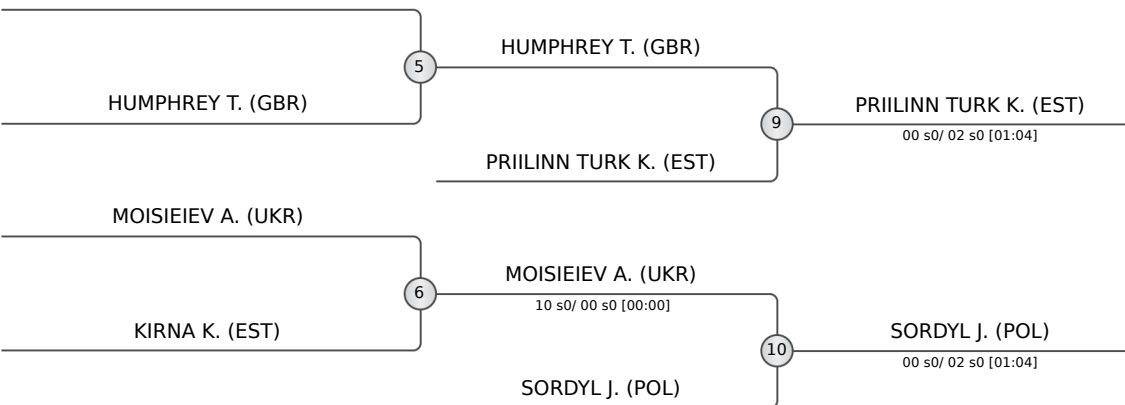 HUMPHREY T. (GBR)
5
HUMPHREY T. (GBR)
9
PRIILINN TURK K. (EST)
00 s0/ 02 s0 [01:04]
PRIILINN TURK K. (EST)
MOISIEIEV A. (UKR)
6
MOISIEIEV A. (UKR)
10 s0/ 00 s0 [00:00]
KIRNA K. (EST)
10
SORDYL J. (POL)
00 s0/ 02 s0 [01:04]
SORDYL J. (POL)